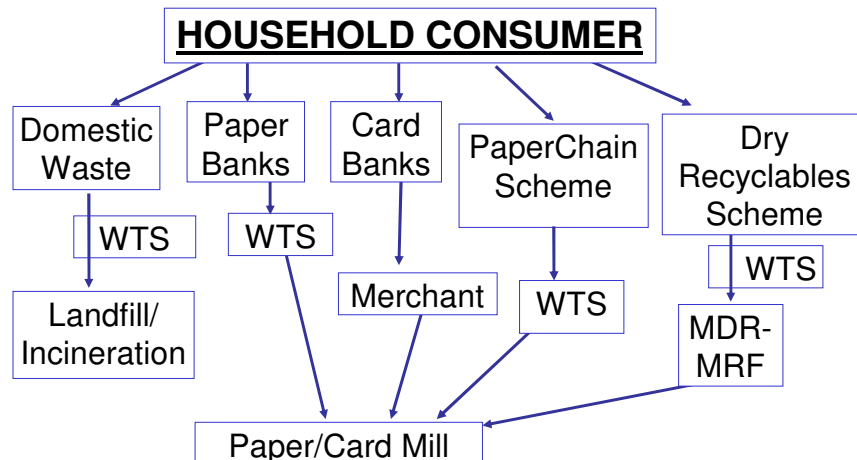 HOUSEHOLD CONSUMER
Domestic
Waste
Paper
Banks
Card
Banks
PaperChain
Scheme
Dry
Recyclables
Scheme
WTS
WTS
Merchant
WTS
WTS
Landfill/
Incineration
MDR-
MRF
Paper/Card Mill